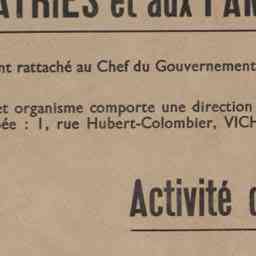 ATRIÉS et aux FAM
nt rattaché au Chef du Gouvernement
et organisme comporte une direction
ée : 1, rue Hubert-Colombier, VICH
Activité d